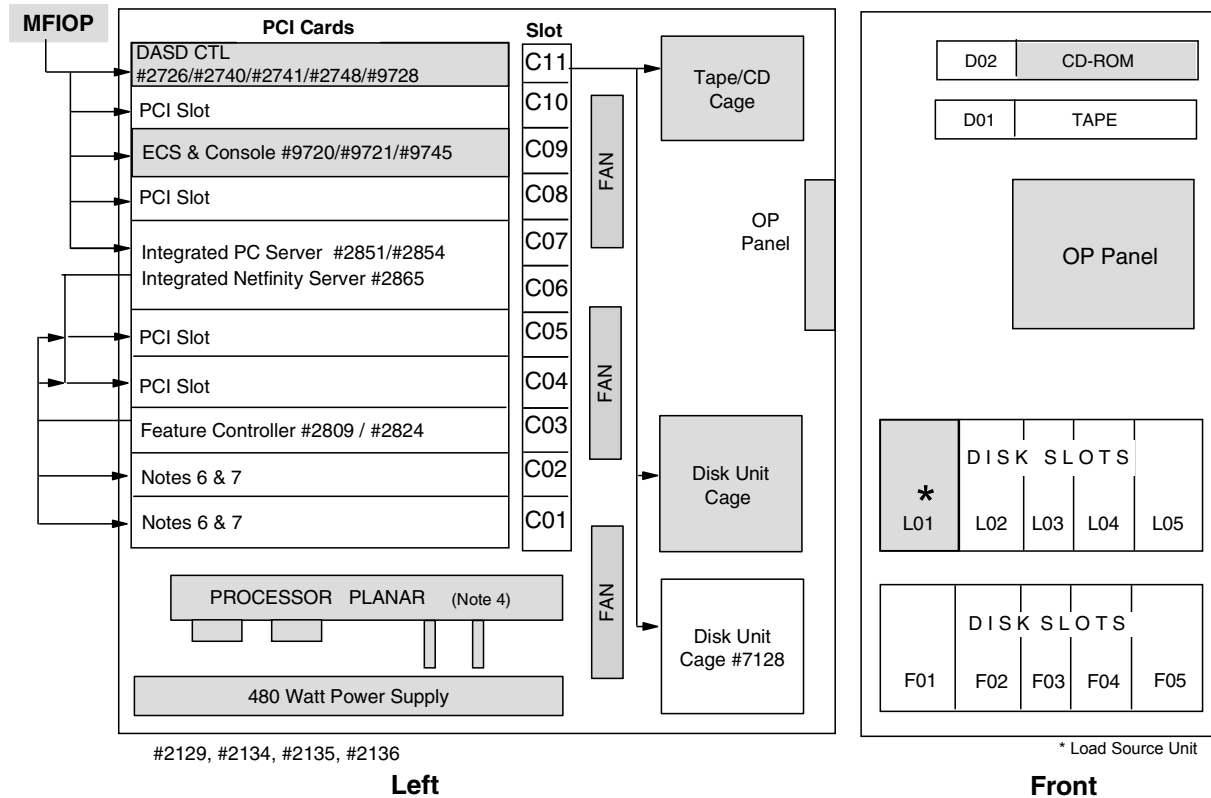 MFIOP
PCI Cards
Slot
DASD CTL
#2726/#2740/#2741/#2748/#9728
C11
PCI Slot
C10
ECS & Console #9720/#9721/#9745
C09
PCI Slot
C08
Integrated PC Server #2851/#2854
C07
Integrated Netfinity Server #2865
C06
PCI Slot
C05
PCI Slot
C04
Feature Controller #2809 / #2824
C03
Notes 6 & 7
C02
Notes 6 & 7
C01
FAN
FAN
FAN
Tape/CD
Cage
OP
Panel
Disk Unit
Cage
Disk Unit
Cage #7128
PROCESSOR PLANAR (Note 4)
480 Watt Power Supply
#2129, #2134, #2135, #2136
Left
D02 CD-ROM
D01 TAPE
OP Panel
DISK SLOTS
*
L01 L02 L03 L04 L05
DISK SLOTS
F01 F02 F03 F04 F05
* Load Source Unit
Front